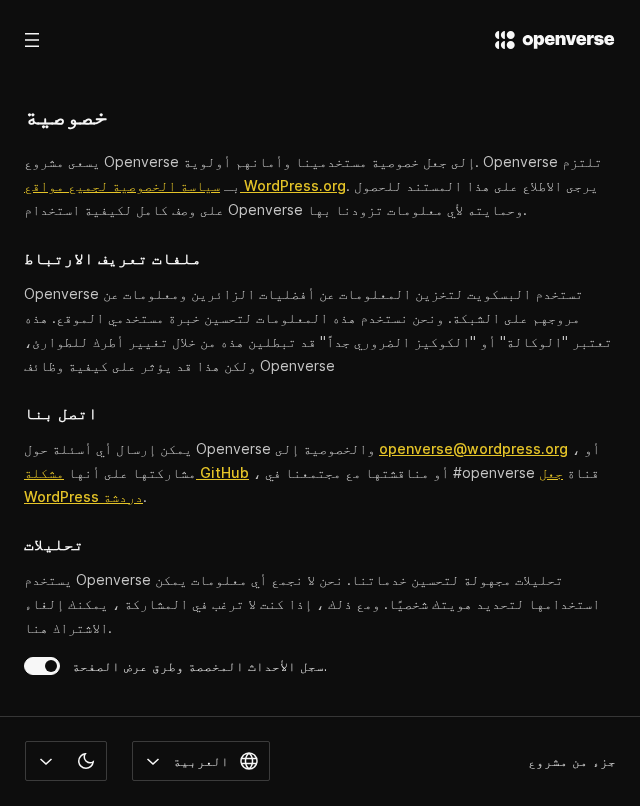 openverse
خصوصية
يسعى مشروع Openverse إلى جعل خصوصية مستخدمينا وأمانهم أولوية. Openverse تلتزم
بـ سياسة الخصوصية لجميع مواقع WordPress.org. يرجى الاطلاع على هذا المستند للحصول
على وصف كامل لكيفية استخدام Openverse وحمايته لأي معلومات تزودنا بها.
ملفات تعريف الارتباط
Openverse تستخدم البسكويت لتخزين المعلومات عن أفضليات الزائرين ومعلومات عن
مروجهم على الشبكة. ونحن نستخدم هذه المعلومات لتحسين خبرة مستخدمي الموقع. هذه
تعتبر "الوكالة" أو "الكوكيز الضروري جداً" قد تبطلين هذه من خلال تغيير أطرك للطوارئ،
ولكن هذا قد يؤثر على كيفية وظائف Openverse
اتصل بنا
يمكن إرسال أي أسئلة حول Openverse والخصوصية إلى openverse@wordpress.org ، أو
مشاركتها على أنها مشكلة GitHub ، أو مناقشتها مع مجتمعنا في #openverse قناة جعل
WordPress دردشة.
تحليلات
يستخدم Openverse تحليلات مجهولة لتحسين خدماتنا. نحن لا نجمع أي معلومات يمكن
استخدامها لتحديد هويتك شخصيًا. ومع ذلك ، إذا كنت لا ترغب في المشاركة ، يمكنك إلغاء
الاشتراك هنا.
سجل الأحداث المخصصة وطرق عرض الصفحة.
العربية
جزء من مشروع